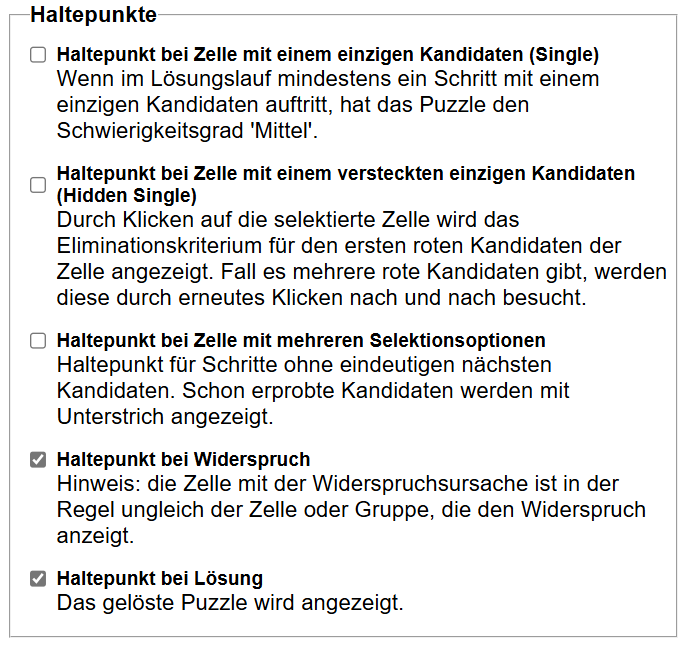 Haltepunkte
Haltepunkt bei Zelle mit einem einzigen Kandidaten (Single)
Wenn im Lösungslauf mindestens ein Schritt mit einem
einzigen Kandidaten auftritt, hat das Puzzle den
Schwierigkeitsgrad 'Mittel'.
Haltepunkt bei Zelle mit einem versteckten einzigen Kandidaten
(Hidden Single)
Durch Klicken auf die selektierte Zelle wird das
Eliminationskriterium für den ersten roten Kandidaten der
Zelle angezeigt. Fall es mehrere rote Kandidaten gibt, werden
diese durch erneutes Klicken nach und nach besucht.
Haltepunkt bei Zelle mit mehreren Selektionsoptionen
Haltepunkt für Schritte ohne eindeutigen nächsten
Kandidaten. Schon erprobte Kandidaten werden mit
Unterstrich angezeigt.
Haltepunkt bei Widerspruch
Hinweis: die Zelle mit der Widerspruchsursache ist in der
Regel ungleich der Zelle oder Gruppe, die den Widerspruch
anzeigt.
Haltepunkt bei Lösung
Das gelöste Puzzle wird angezeigt.